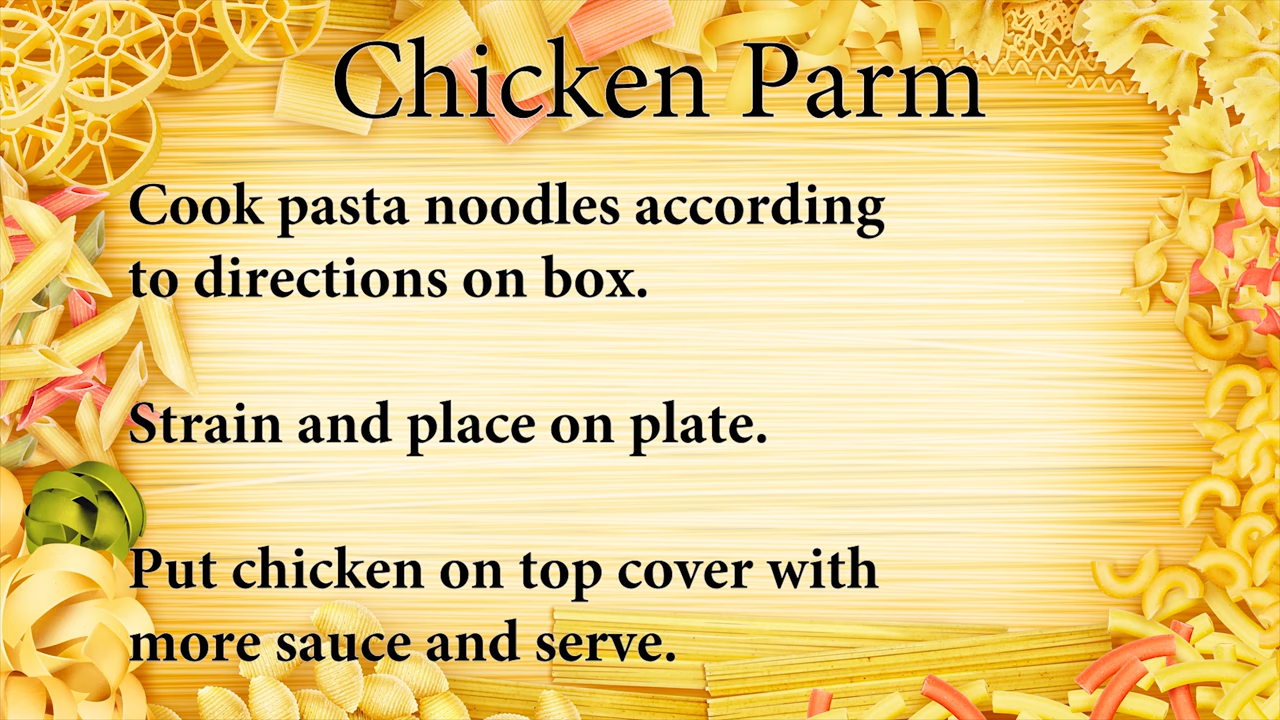 Chicken Parm
Cook pasta noodles according
to directions on box.
Strain and place on plate.
Put chicken on top cover with
more sauce and serve.